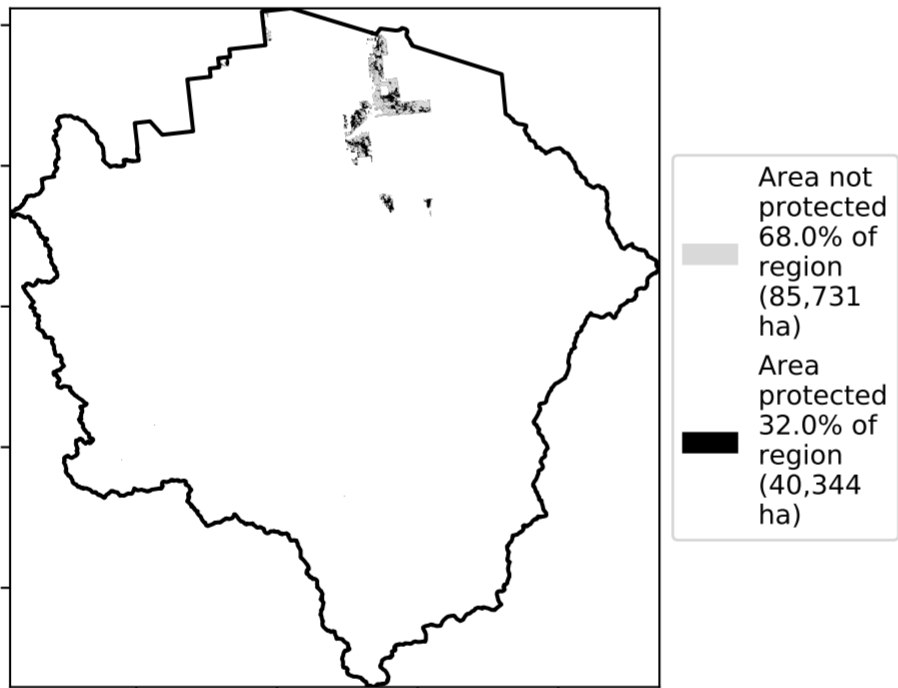 Area not
protected
68.0% of
region
(85,731
ha)
Area
protected
32.0% of
region
(40,344
ha)